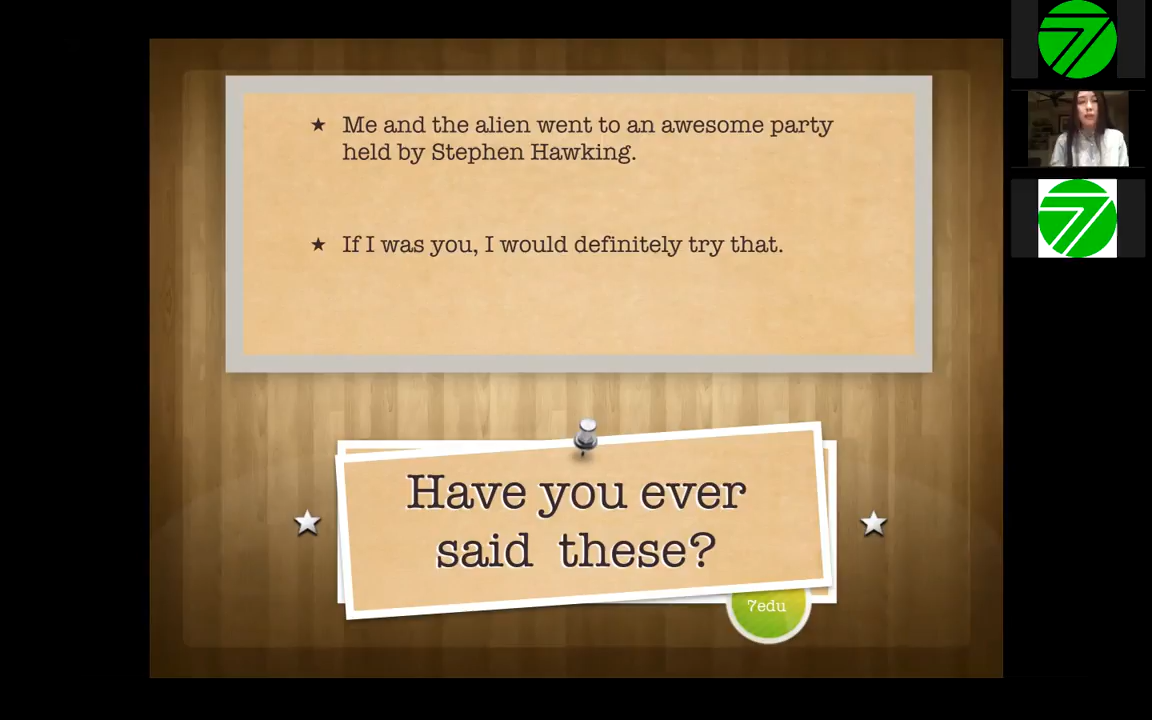 ★ Me and the alien went to an awesome party
held by Stephen Hawking.
★ If I was you, I would definitely try that.
Have you ever
said these?
7edu